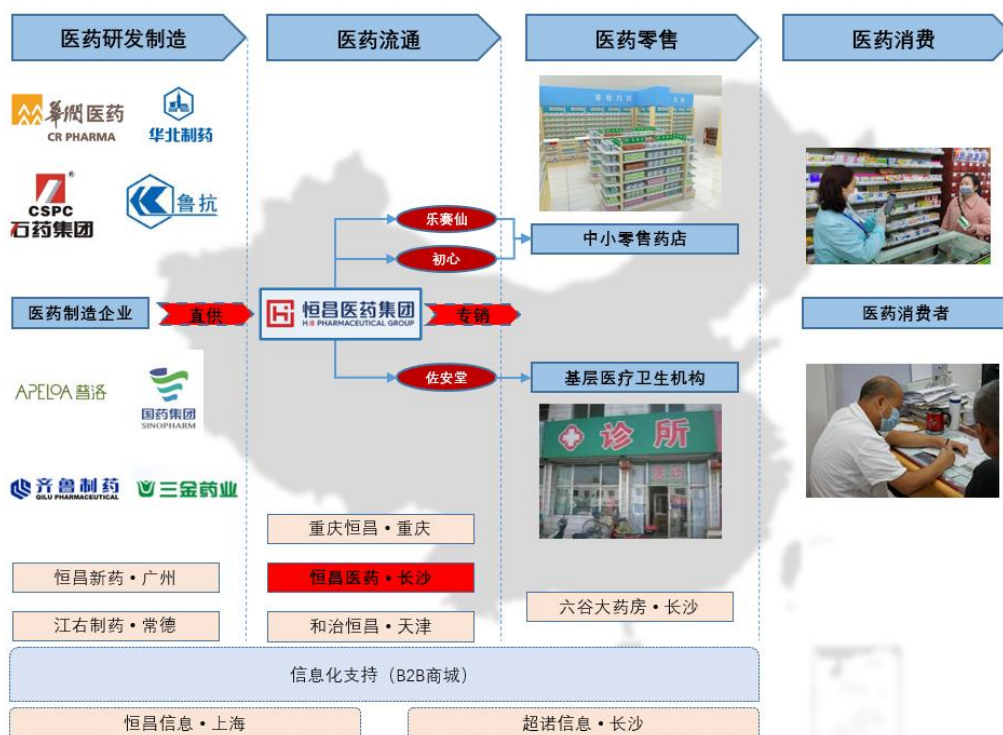 医药研发制造
医药流通
医药零售
医药消费
華潤医药
CR PHARMA
华北制药
CSPC
石药集团
鲁抗
乐赛仙
初心
中小零售药店
医药制造企业
直供
恒昌医药集团
H.E PHARMACEUTICAL GROUP
专销
医药消费者
佐安堂
基层医疗卫生机构
APELOA 普洛
国药集团
SINOPHARM
诊所
齐鲁制药
QILU PHARMACEUTICAL
三金药业
重庆恒昌•重庆
恒昌新药•广州
恒昌医药•长沙
六谷大药房•长沙
江右制药•常德
和治恒昌•天津
信息化支持（B2B商城）
恒昌信息•上海
超诺信息•长沙